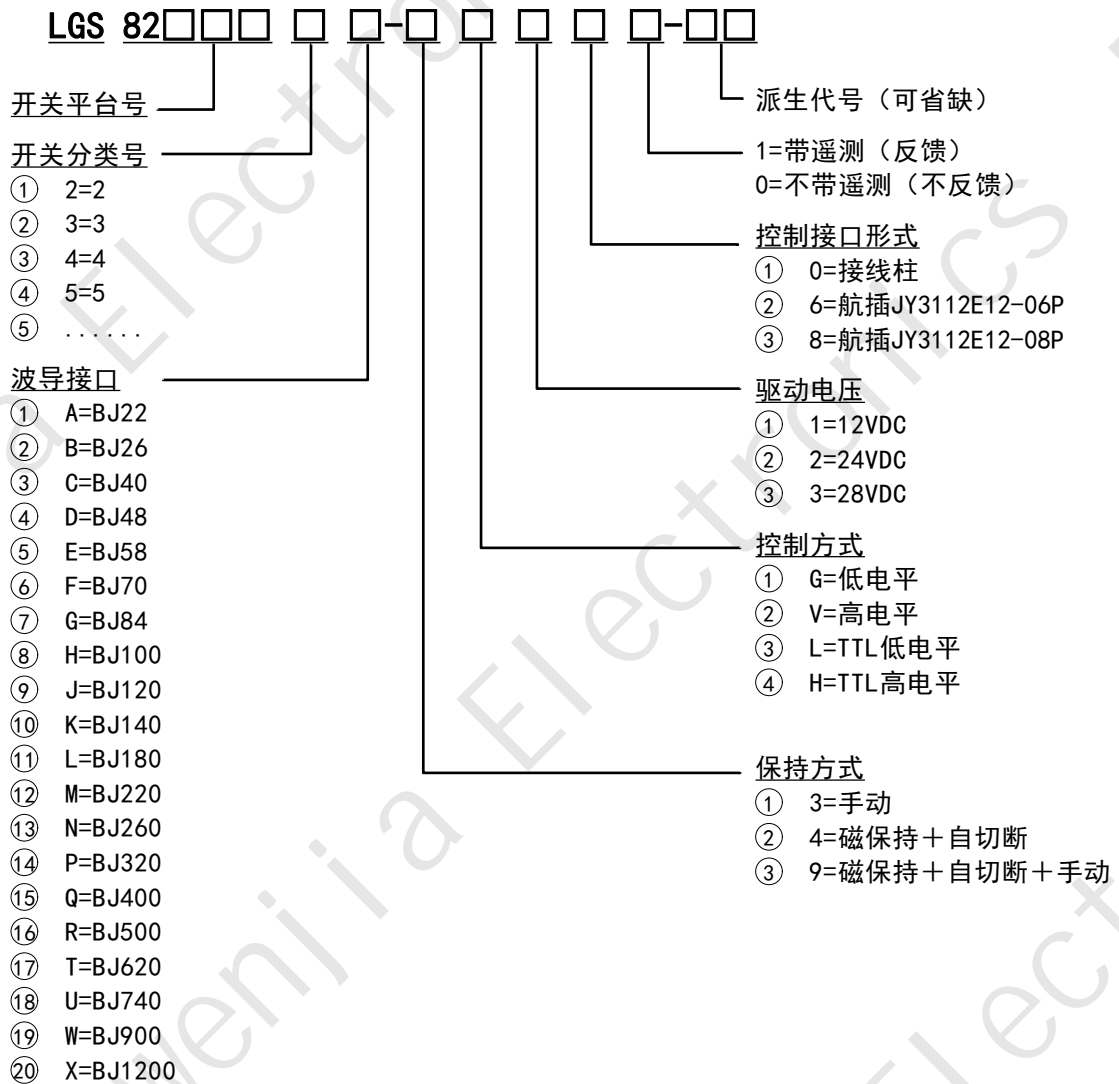 LGS 82□□□ □ □-□ □ □ □ □-□□
开关平台号
开关分类号
① 2=2
② 3=3
③ 4=4
④ 5=5
⑤ ......
波导接口
① A=BJ22
② B=BJ26
③ C=BJ40
④ D=BJ48
⑤ E=BJ58
⑥ F=BJ70
⑦ G=BJ84
⑧ H=BJ100
⑨ J=BJ120
⑩ K=BJ140
⑪ L=BJ180
⑫ M=BJ220
⑬ N=BJ260
⑭ P=BJ320
⑮ Q=BJ400
⑯ R=BJ500
⑰ T=BJ620
⑱ U=BJ740
⑲ W=BJ900
⑳ X=BJ1200
派生代号（可省缺）
1=带遥测（反馈）
0=不带遥测（不反馈）
控制接口形式
① 0=接线柱
② 6=航插JY3112E12-06P
③ 8=航插JY3112E12-08P
驱动电压
① 1=12VDC
② 2=24VDC
③ 3=28VDC
控制方式
① G=低电平
② V=高电平
③ L=TTL低电平
④ H=TTL高电平
保持方式
① 3=手动
② 4=磁保持＋自切断
③ 9=磁保持＋自切断＋手动
wenjia Electronics